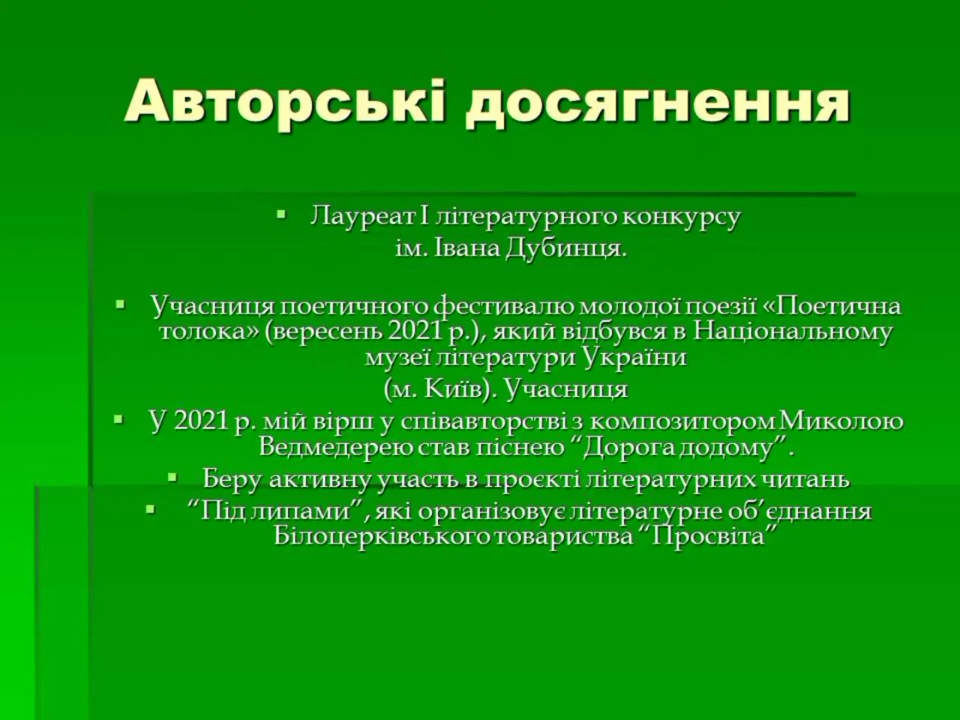 Авторські досягнення
▪ Лауреат І літературного конкурсу
ім. Івана Дубинця.
▪ Учасниця поетичного фестивалю молодої поезії «Поетична
толока» (вересень 2021 р.), який відбувся в Національному
музеї літератури України
(м. Київ). Учасниця
▪ У 2021 р. мій вірш у співавторстві з композитором Миколою
Ведмедерею став піснею “Дорога додому”.
▪ Беру активну участь в проєкті літературних читань
▪ “Під липами”, які організовує літературне об’єднання
Білоцерківського товариства “Просвіта”